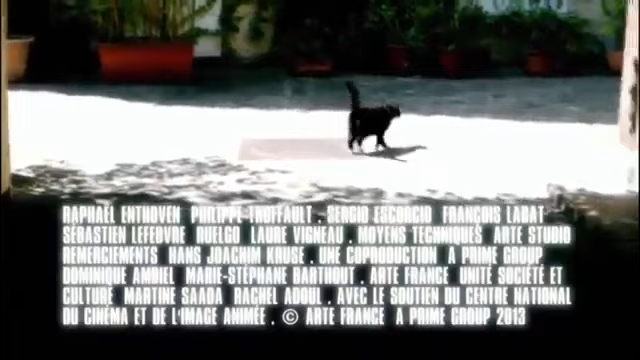 RAPHAËL ENTHOVEN PHILIPPE TRUFFAULT . SERGIO ESCORCIO FRANÇOIS LABAT
SÉBASTIEN LEFEBVRE HUELGO LAURE VIGNEAU . MOYENS TECHNIQUES ARTE STUDIO
REMERCIEMENTS HANS JOACHIM KRUSE . UNE COPRODUCTION A PRIME GROUP
DOMINIQUE AMBIEL MARIE-STÉPHANE BARTHOUT . ARTE FRANCE UNITÉ SOCIÉTÉ ET
CULTURE MARTINE SAADA RACHEL ADOUL . AVEC LE SOUTIEN DU CENTRE NATIONAL
DU CINÉMA ET DE L'IMAGE ANIMÉE . © ARTE FRANCE A PRIME GROUP 2013